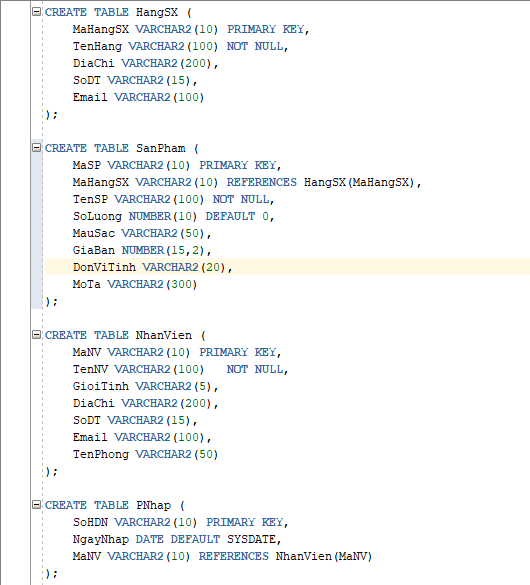 CREATE TABLE HangSX (
    MaHangSX VARCHAR2(10) PRIMARY KEY,
    TenHang VARCHAR2(100) NOT NULL,
    DiaChi VARCHAR2(200),
    SoDT VARCHAR2(15),
    Email VARCHAR2(100)
);

CREATE TABLE SanPham (
    MaSP VARCHAR2(10) PRIMARY KEY,
    MaHangSX VARCHAR2(10) REFERENCES HangSX(MaHangSX),
    TenSP VARCHAR2(100) NOT NULL,
    SoLuong NUMBER(10) DEFAULT 0,
    MauSac VARCHAR2(50),
    GiaBan NUMBER(15,2),
    DonViTinh VARCHAR2(20),
    MoTa VARCHAR2(300)
);

CREATE TABLE NhanVien (
    MaNV VARCHAR2(10) PRIMARY KEY,
    TenNV VARCHAR2(100)   NOT NULL,
    GioiTinh VARCHAR2(5),
    DiaChi VARCHAR2(200),
    SoDT VARCHAR2(15),
    Email VARCHAR2(100),
    TenPhong VARCHAR2(50)
);

CREATE TABLE PNhap (
    SoHDN VARCHAR2(10) PRIMARY KEY,
    NgayNhap DATE DEFAULT SYSDATE,
    MaNV VARCHAR2(10) REFERENCES NhanVien(MaNV)
);